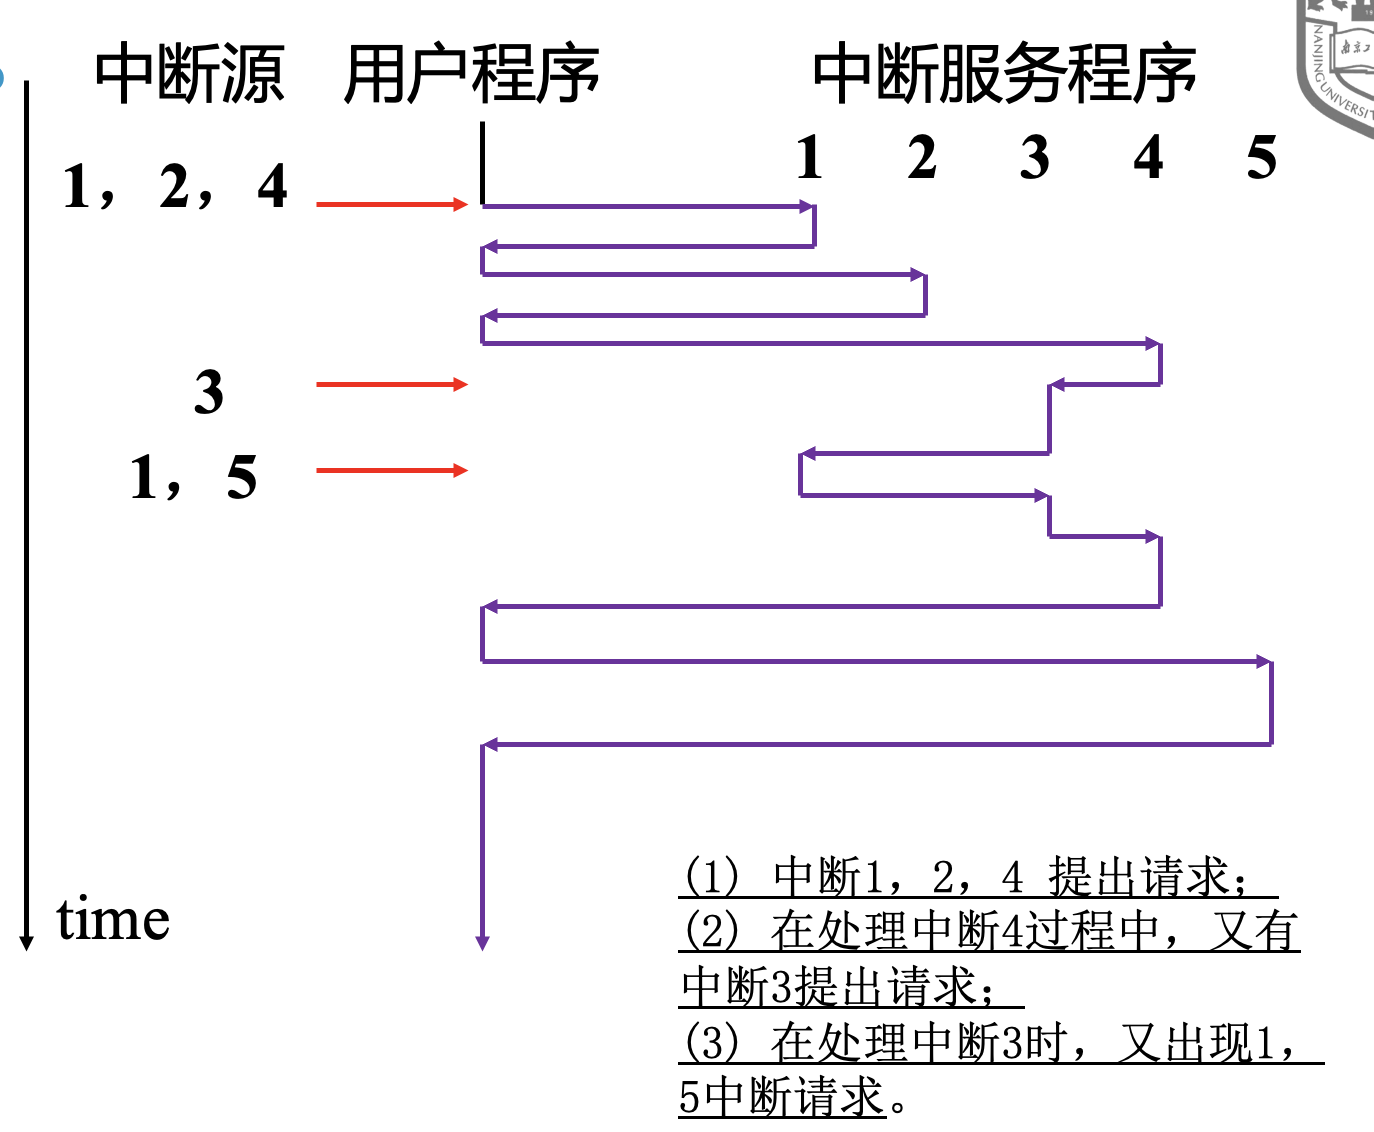 中断源 用户程序 中断服务程序
1 2 3 4 5
1，2，4
3
1，5
time
(1) 中断1，2，4 提出请求；
(2) 在处理中断4过程中，又有
中断3提出请求；
(3) 在处理中断3时，又出现1，
5中断请求。
NANJING UNIVERSIT